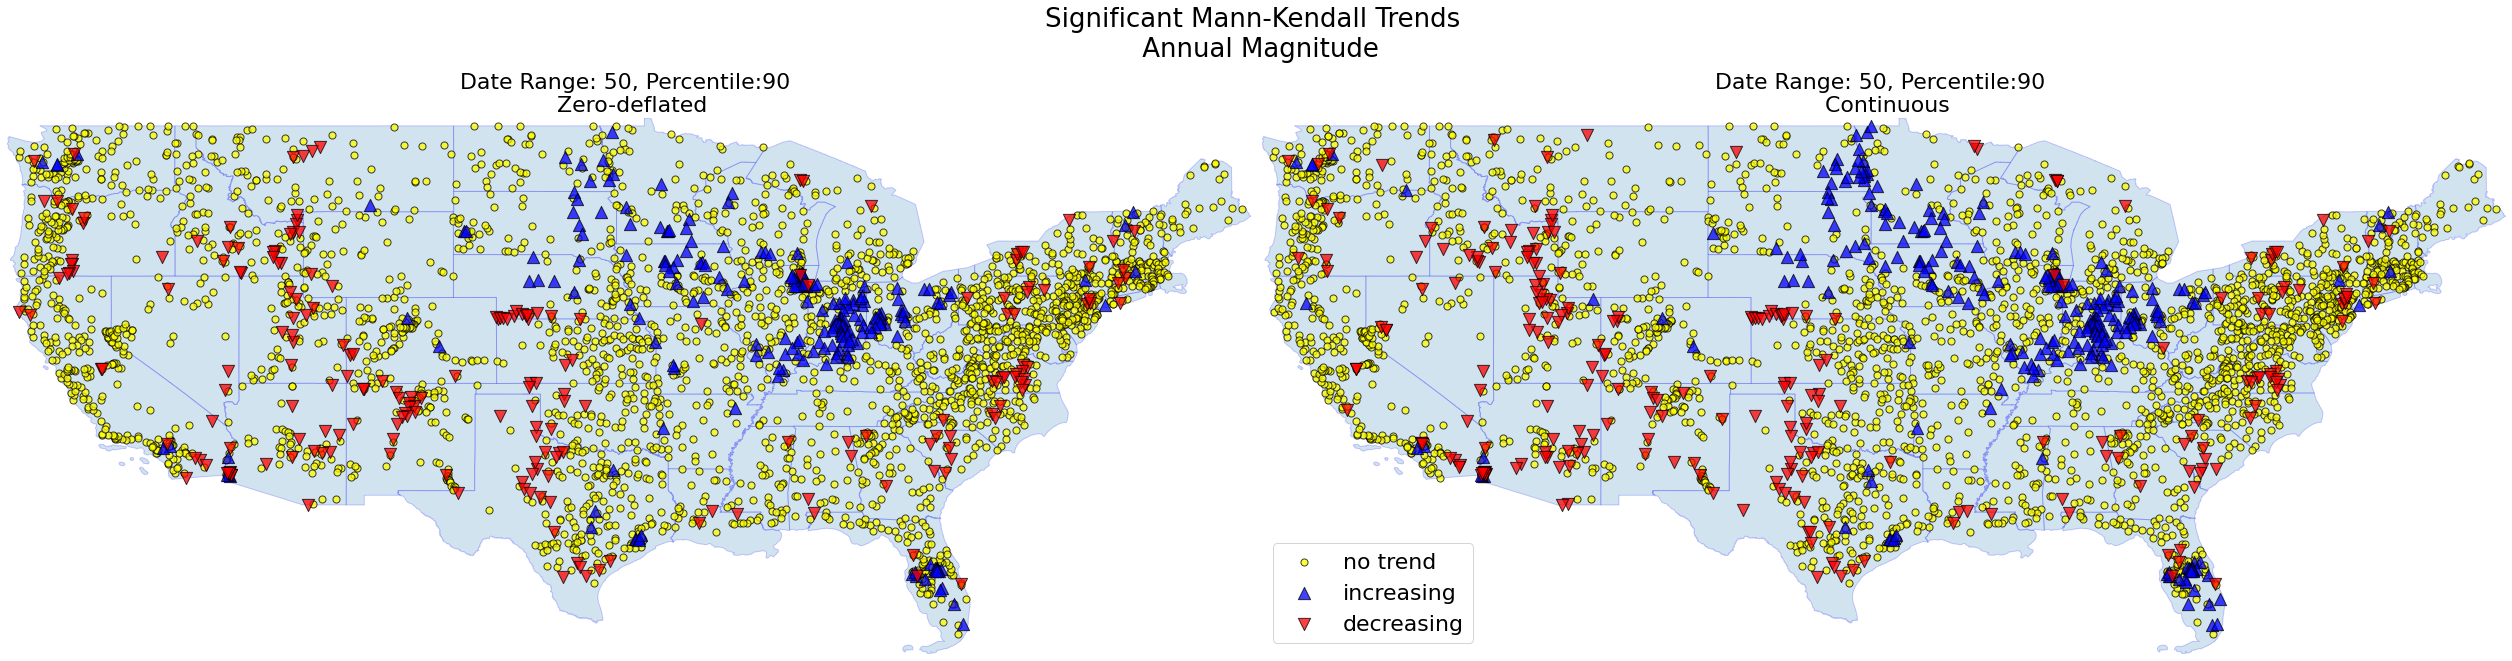 Significant Mann-Kendall Trends
Annual Magnitude
Date Range: 50, Percentile:90
Zero-deflated
Date Range: 50, Percentile:90
Continuous
no trend
increasing
decreasing